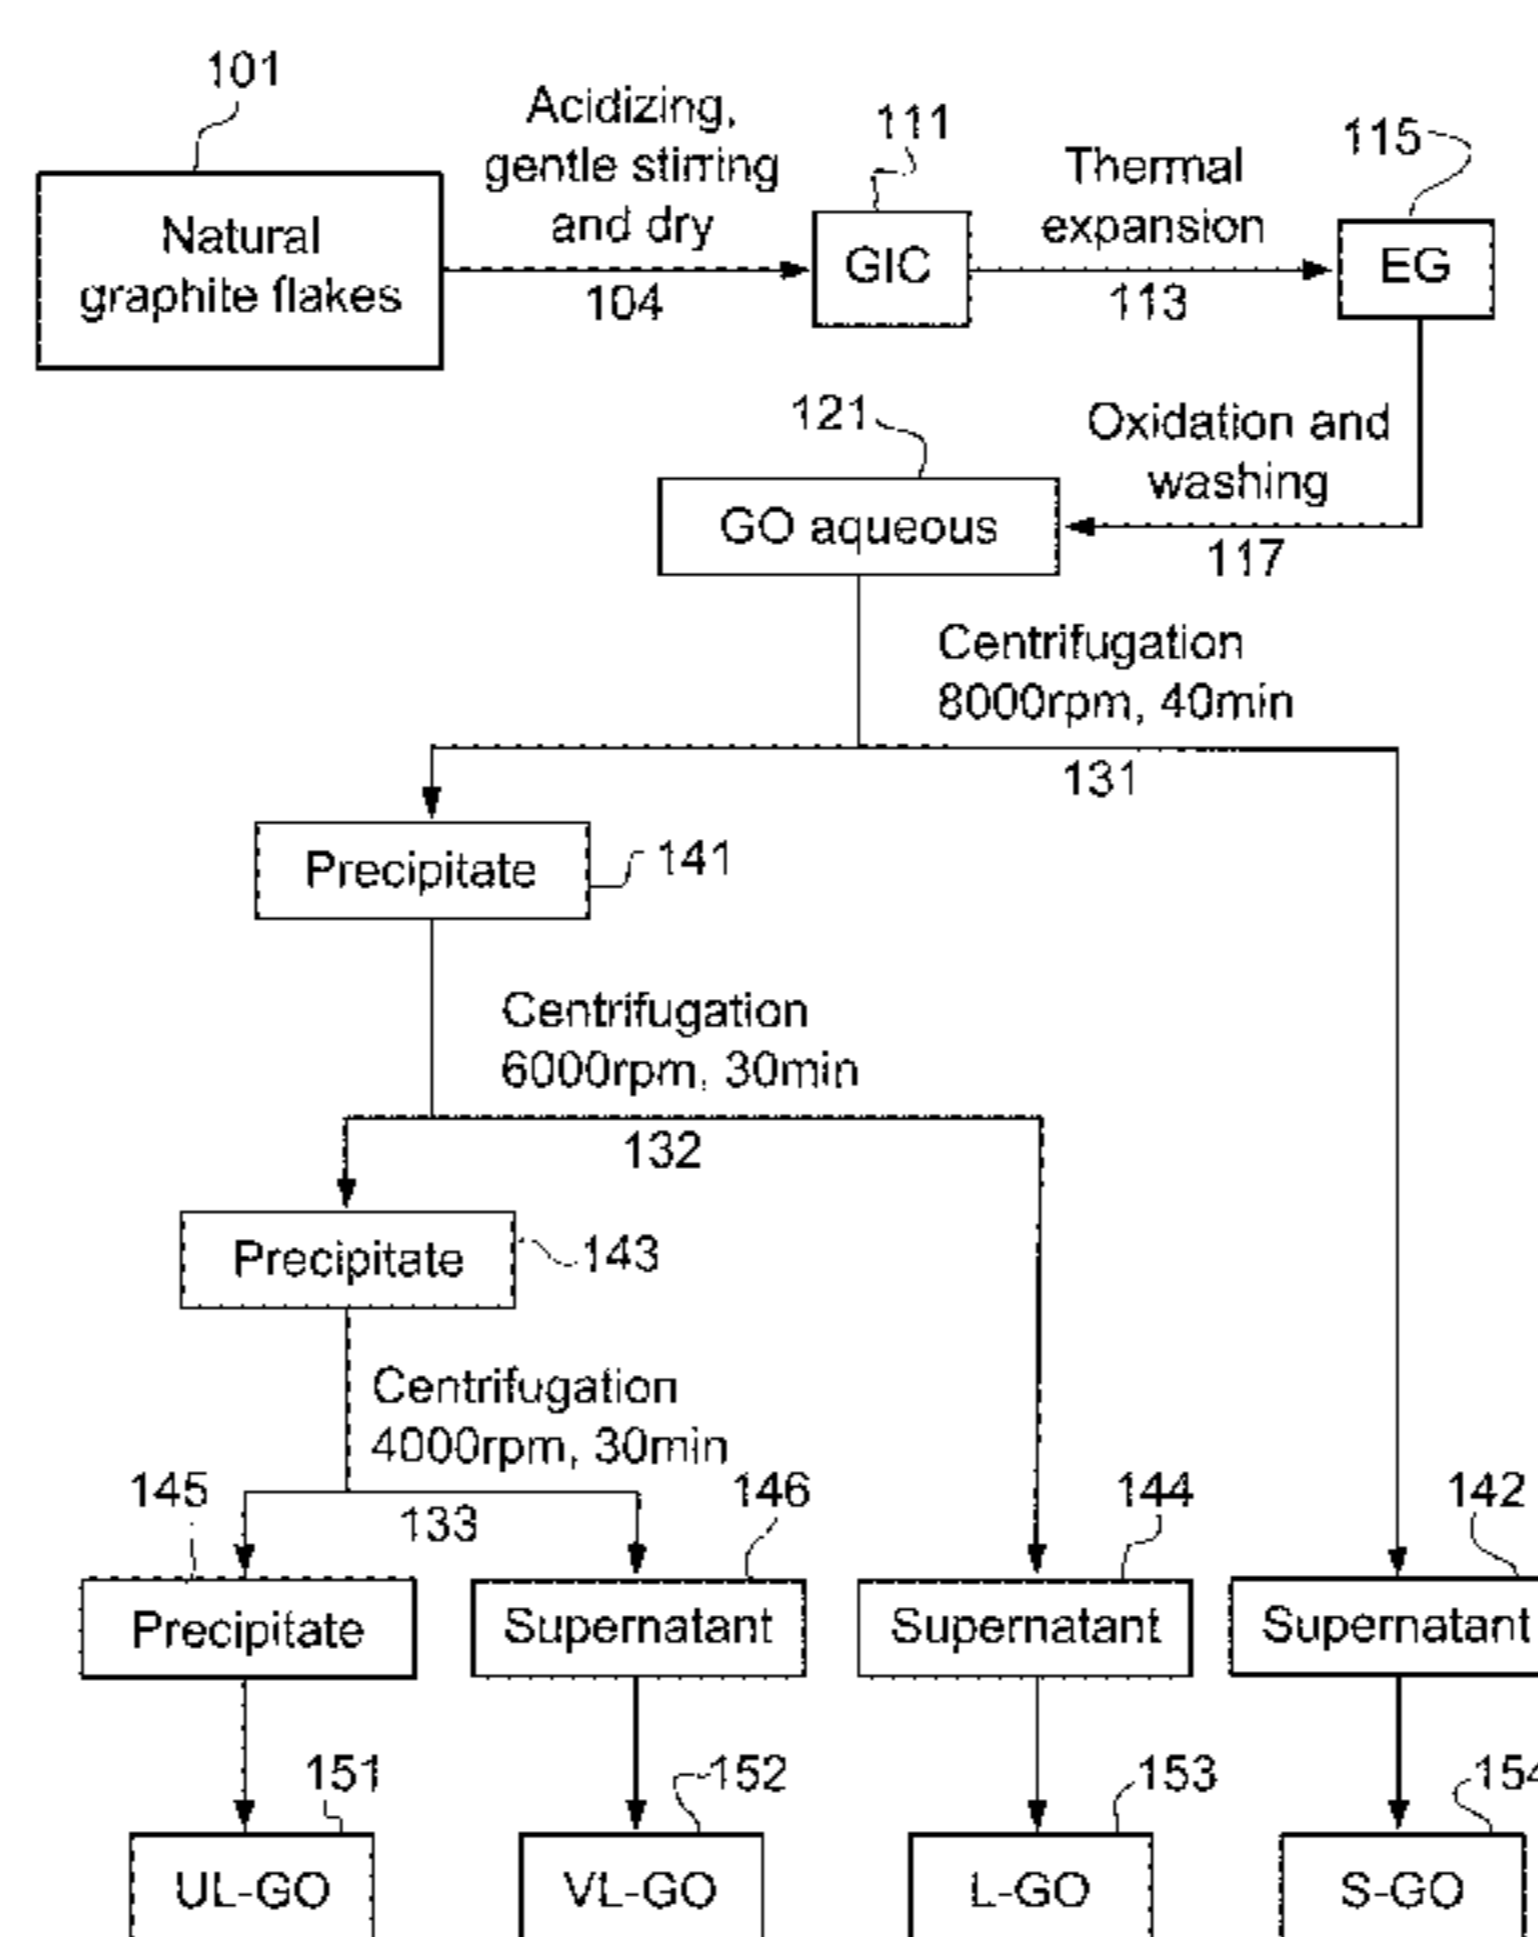 101
Acidizing,
gentle stirring
and dry
104
Natural
graphite flakes
111
GIC
Thermal
expansion
113
115
EG
Oxidation and
washing
117
121
GO aqueous
Centrifugation
8000rpm, 40min
131
Precipitate
141
Centrifugation
6000rpm, 30min
132
Precipitate
143
Centrifugation
4000rpm, 30min
133
145
146
144
142
Precipitate
Supernatant
Supernatant
Supernatant
151
152
153
154
UL-GO
VL-GO
L-GO
S-GO